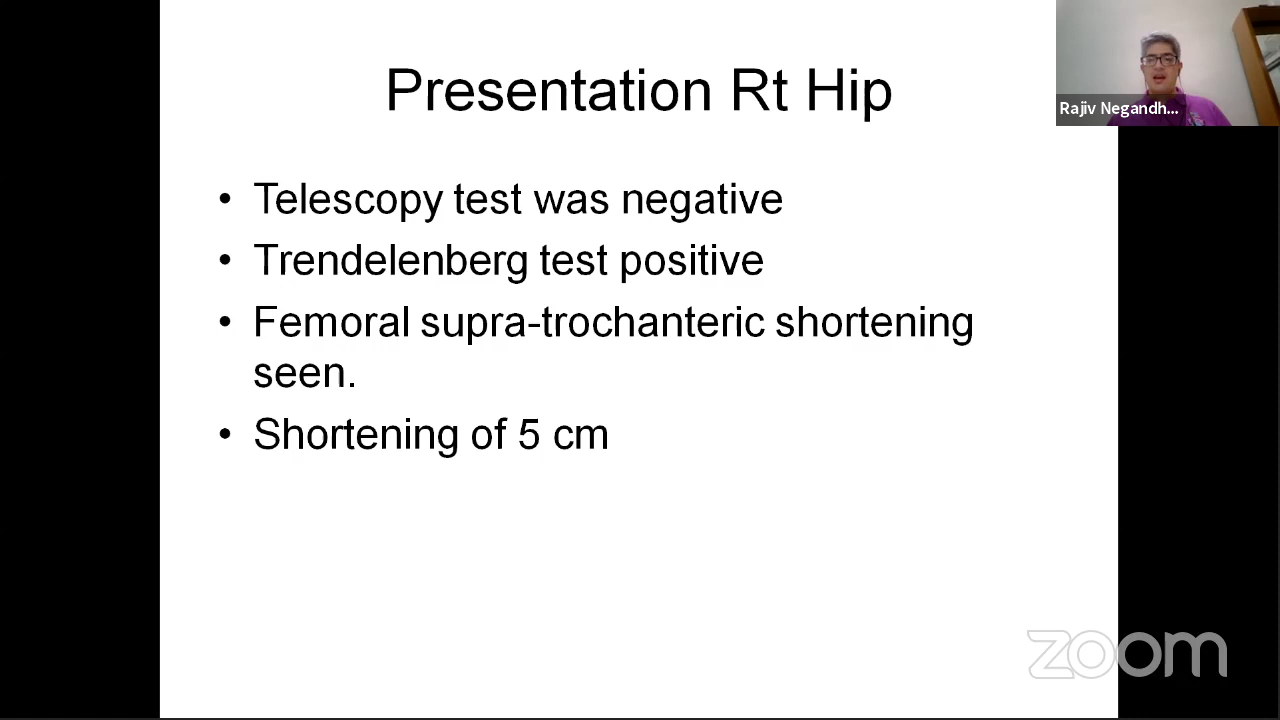 Presentation Rt Hip
Rajiv Negandh...
• Telescopy test was negative
• Trendelenberg test positive
• Femoral supra-trochanteric shortening
seen.
• Shortening of 5 cm
zoom